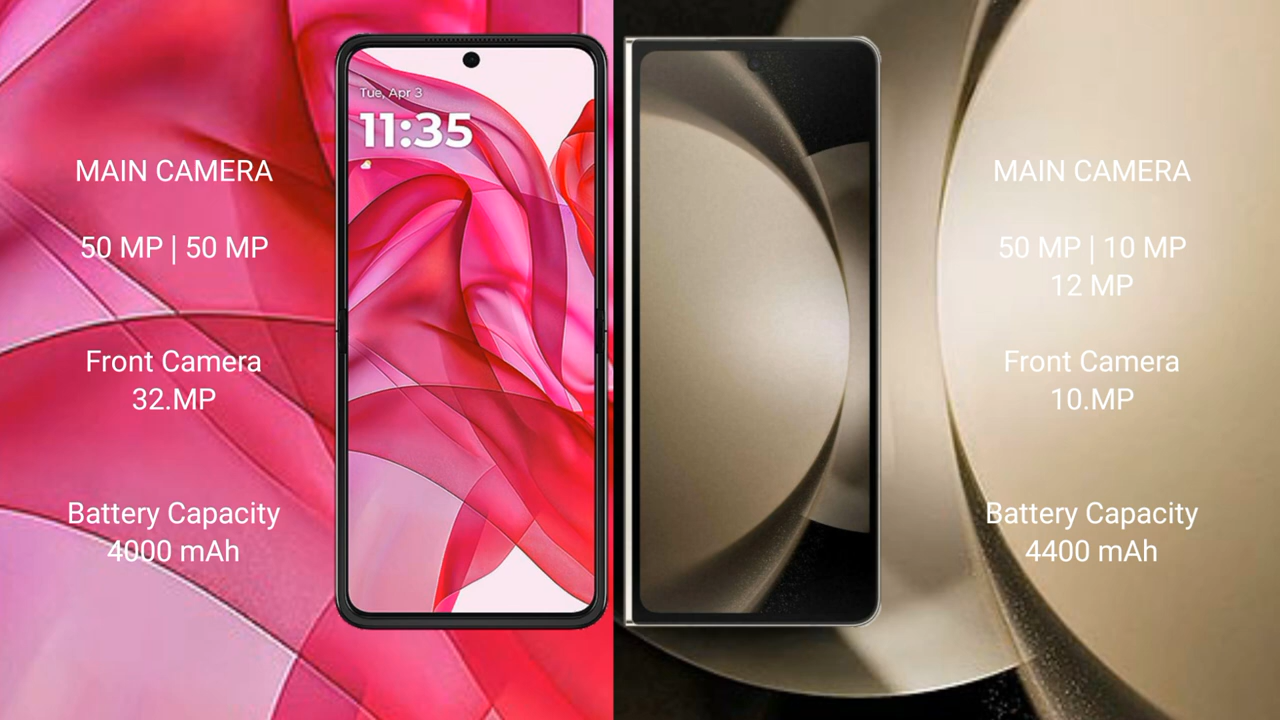 MAIN CAMERA
50 MP | 50 MP
Front Camera
32.MP
Battery Capacity
4000 mAh
Tue, Apr 3
11:35
MAIN CAMERA
50 MP | 10 MP
12 MP
Front Camera
10.MP
Battery Capacity
4400 mAh